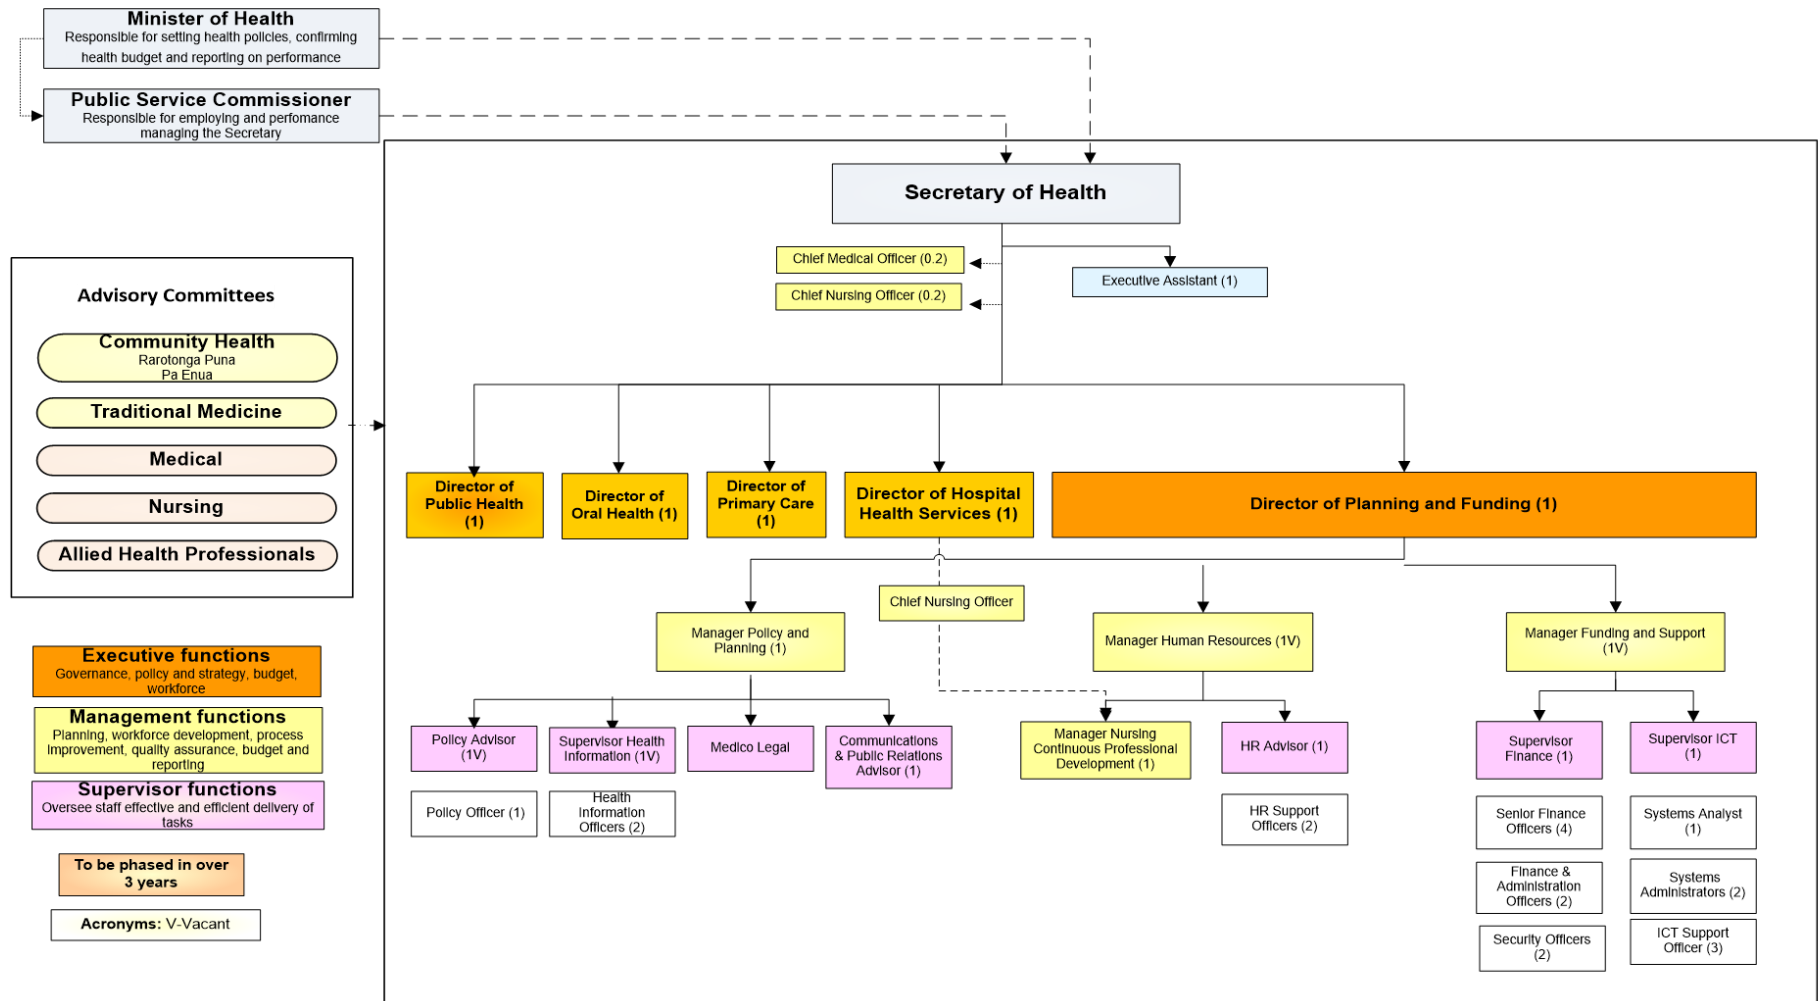 Minister of Health
Responsible for setting health policies, confirming
health budget and reporting on performance
Public Service Commissioner
Responsible for employing and perfomance
managing the Secretary
Secretary of Health
Chief Medical Officer (0.2)
Chief Nursing Officer (0.2)
Executive Assistant (1)
Advisory Committees
Community Health
Rarotonga Puna
Pa Enua
Traditional Medicine
Medical
Nursing
Allied Health Professionals
Director of
Public Health
(1)
Director of
Oral Health (1)
Director of
Primary Care
(1)
Director of Hospital
Health Services (1)
Director of Planning and Funding (1)
Chief Nursing Officer
Manager Policy and
Planning (1)
Manager Human Resources (1V)
Manager Funding and Support
(1V)
Policy Advisor
(1V)
Supervisor Health
Information (1V)
Medico Legal
Communications
& Public Relations
Advisor (1)
Manager Nursing
Continuous Professional
Development (1)
HR Advisor (1)
Supervisor
Finance (1)
Supervisor ICT
(1)
Policy Officer (1)
Health
Information
Officers (2)
HR Support
Officers (2)
Senior Finance
Officers (4)
Systems Analyst
(1)
Finance &
Administration
Officers (2)
Systems
Administrators (2)
Security Officers
(2)
ICT Support
Officer (3)
Executive functions
Governance, policy and strategy, budget,
workforce
Management functions
Planning, workforce development, process
improvement, quality assurance, budget and
reporting
Supervisor functions
Oversee staff effective and efficient delivery of
tasks
To be phased in over
3 years
Acronyms: V-Vacant